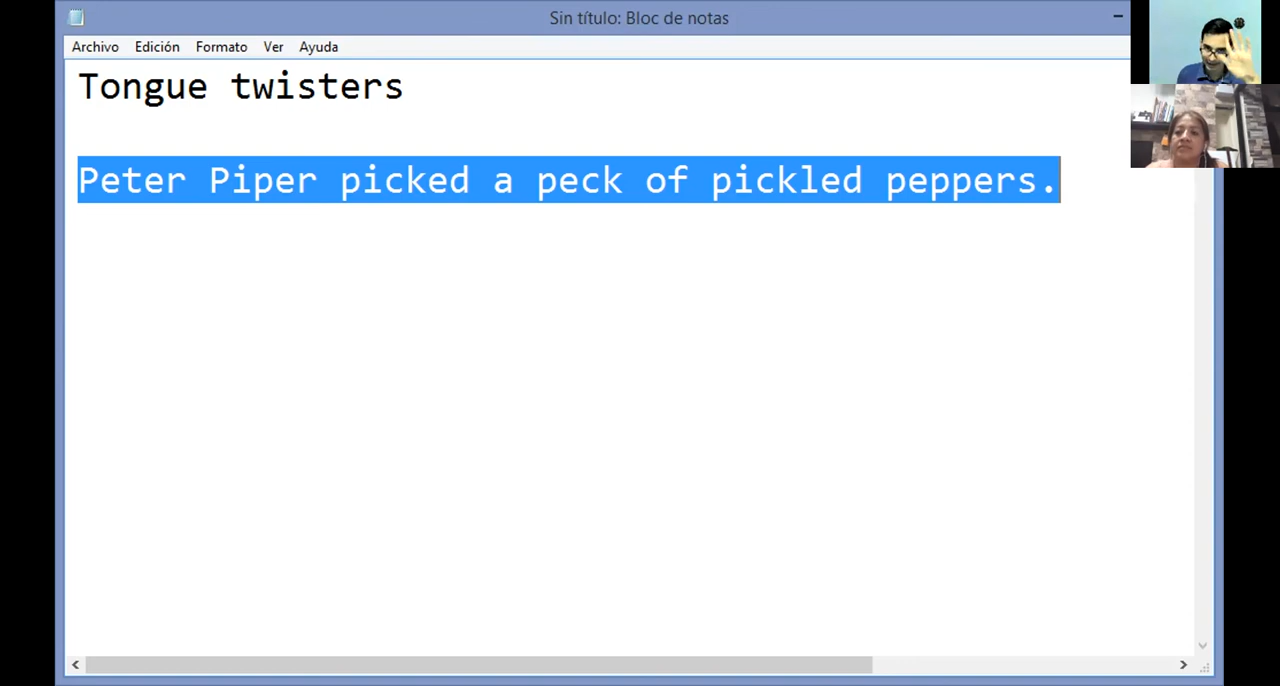 Sin título: Bloc de notas
Archivo Edición Formato Ver Ayuda
Tongue twisters
Peter Piper picked a peck of pickled peppers.